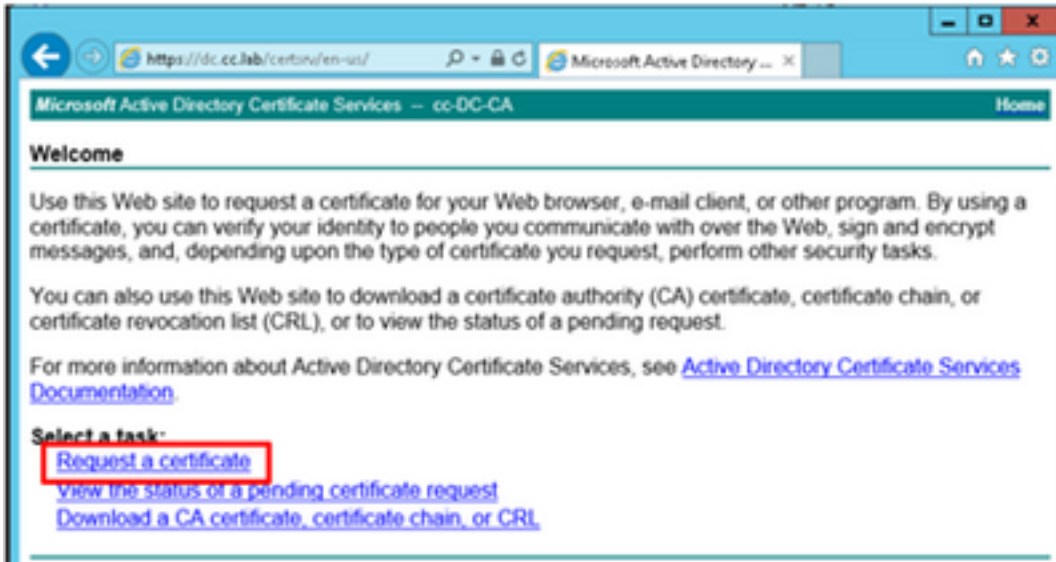 https://dc.cc.lab/certsrv/en-us/
Microsoft Active Directory ...
Microsoft Active Directory Certificate Services -- cc-DC-CA
Home
Welcome
Use this Web site to request a certificate for your Web browser, e-mail client, or other program. By using a
certificate, you can verify your identity to people you communicate with over the Web, sign and encrypt
messages, and, depending upon the type of certificate you request, perform other security tasks.
You can also use this Web site to download a certificate authority (CA) certificate, certificate chain, or
certificate revocation list (CRL), or to view the status of a pending request.
For more information about Active Directory Certificate Services, see Active Directory Certificate Services
Documentation.
Select a task:
Request a certificate
View the status of a pending certificate request
Download a CA certificate, certificate chain, or CRL